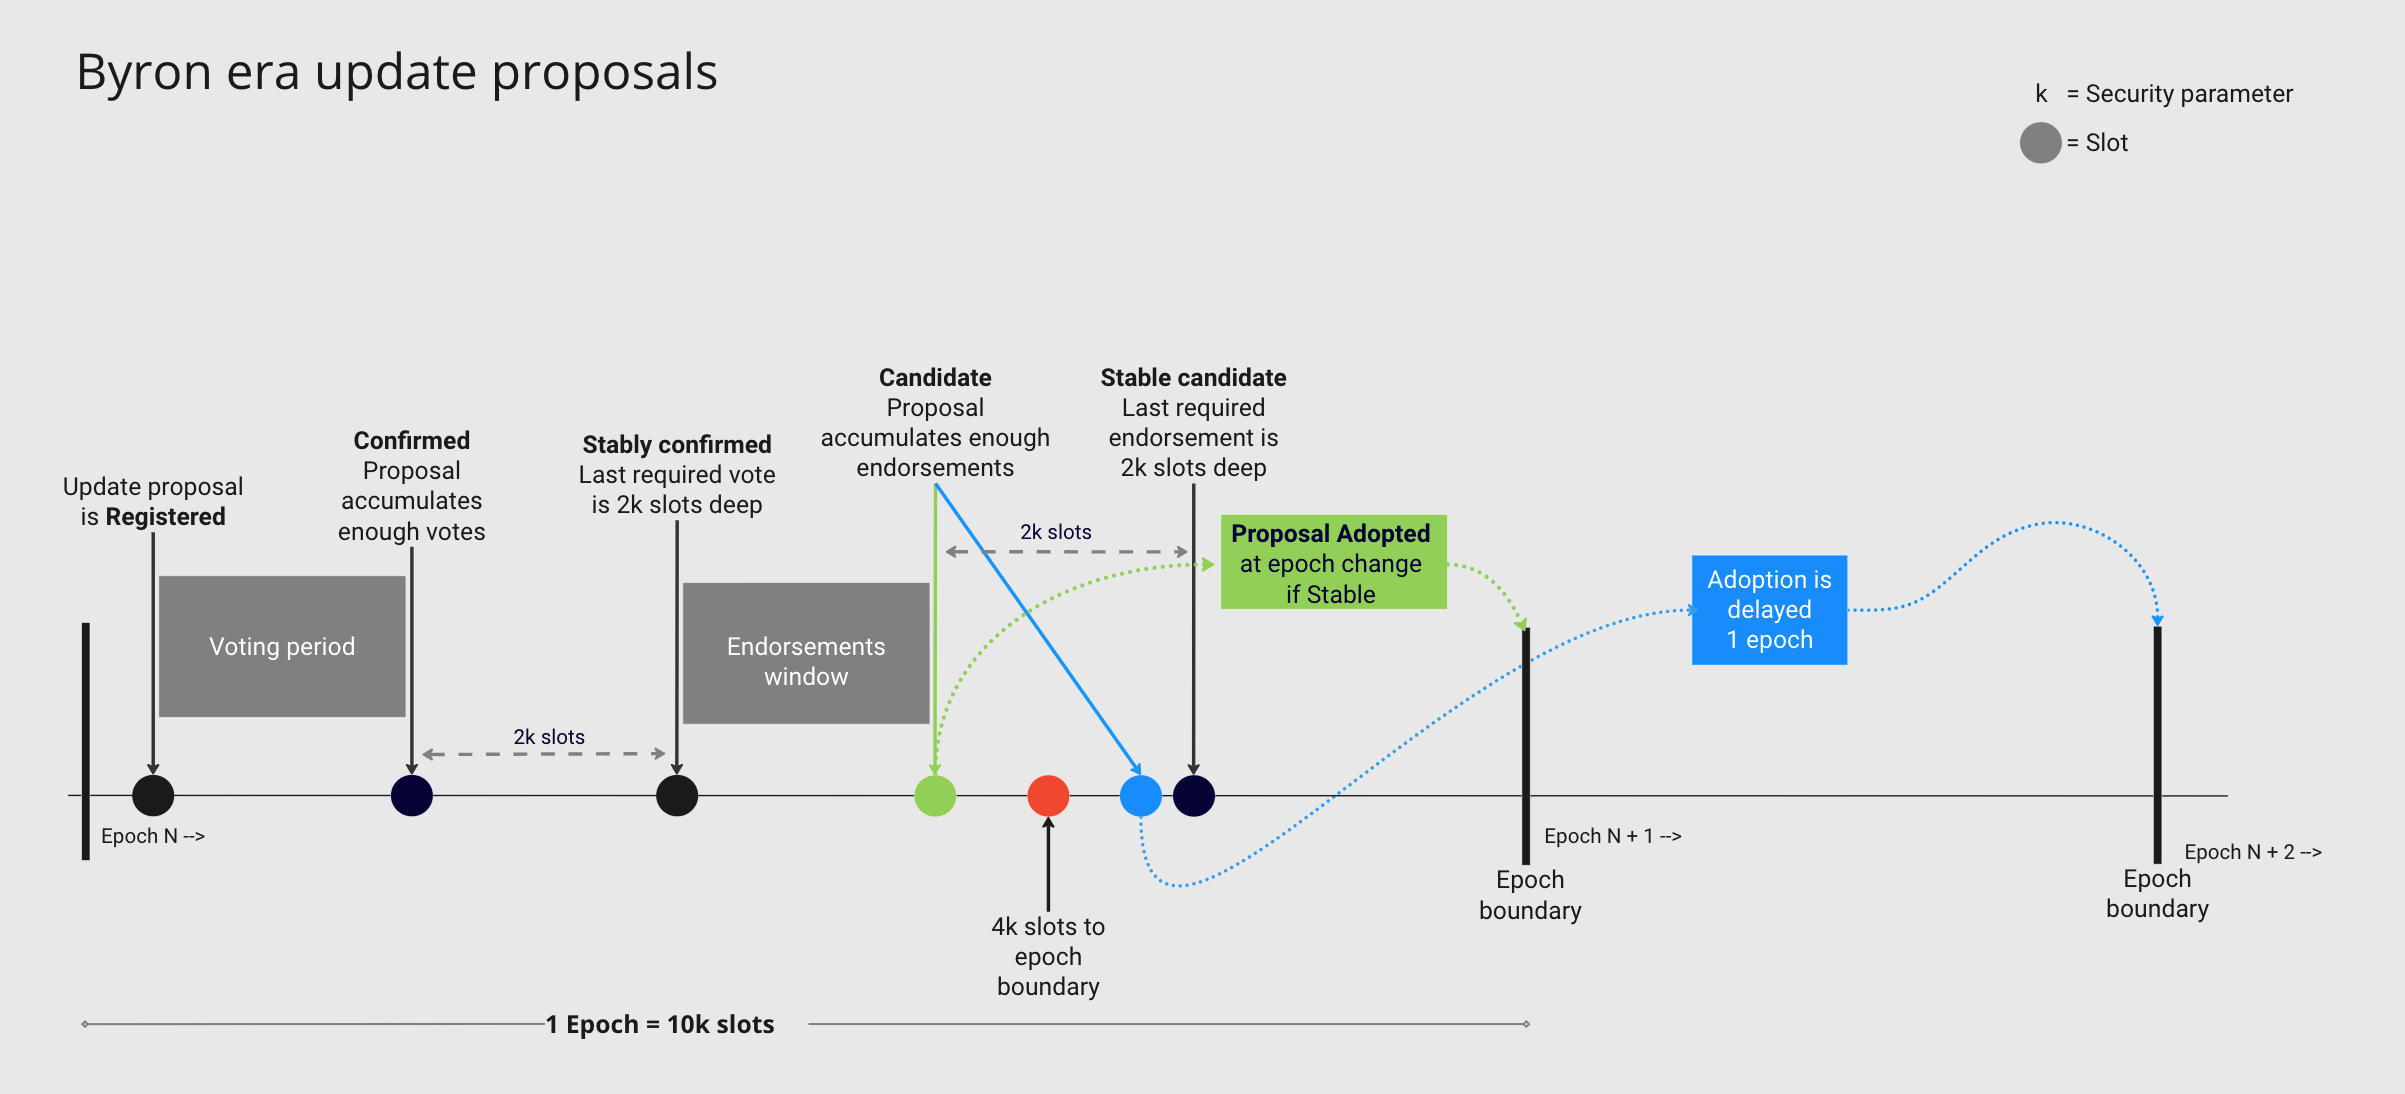 Byron era update proposals
k = Security parameter
= Slot
Update proposal
is Registered
Confirmed
Proposal
accumulates
enough votes
Stably confirmed
Last required vote
is 2k slots deep
Candidate
Proposal
accumulates enough
endorsements
Stable candidate
Last required
endorsement is
2k slots deep
2k slots
Proposal Adopted
at epoch change
if Stable
Adoption is
delayed
1 epoch
Voting period
Endorsements
window
2k slots
Epoch N -->
Epoch N + 1 -->
Epoch N + 2 -->
Epoch
boundary
Epoch
boundary
4k slots to
epoch
boundary
1 Epoch = 10k slots